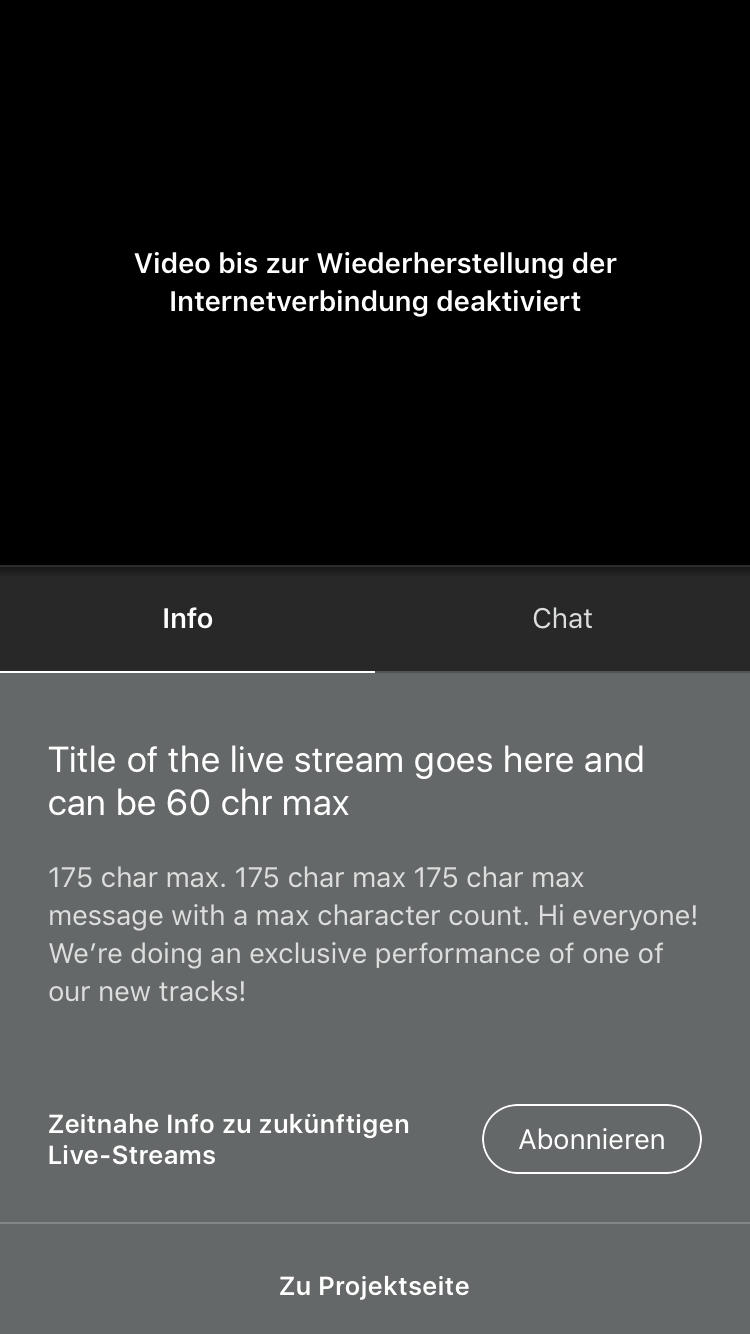 Video bis zur Wiederherstellung der
Internetverbindung deaktiviert
Info
Chat
Title of the live stream goes here and
can be 60 chr max
175 char max. 175 char max 175 char max
message with a max character count. Hi everyone!
We’re doing an exclusive performance of one of
our new tracks!
Zeitnahe Info zu zukünftigen
Live-Streams
Abonnieren
Zu Projektseite